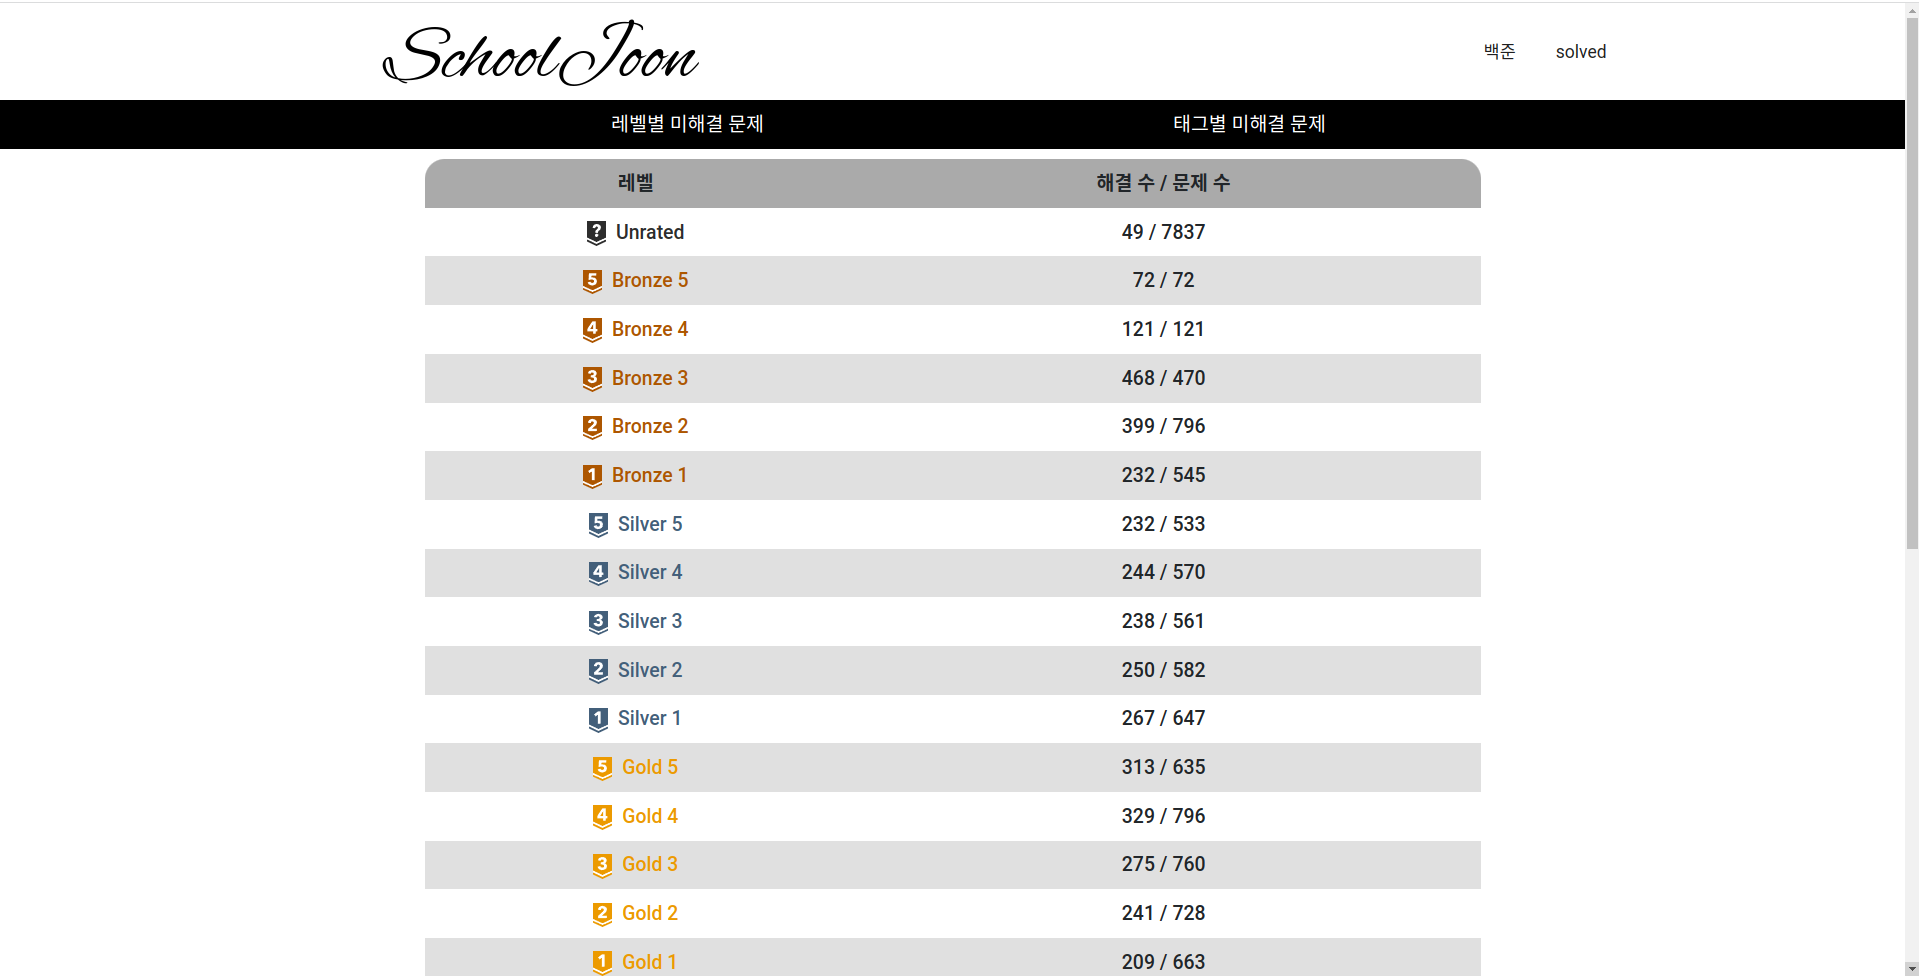 SchoolJoon
백준 solved
레벨별 미해결 문제 태그별 미해결 문제
레벨 해결 수 / 문제 수
? Unrated 49 / 7837
5 Bronze 5 72 / 72
4 Bronze 4 121 / 121
3 Bronze 3 468 / 470
2 Bronze 2 399 / 796
1 Bronze 1 232 / 545
5 Silver 5 232 / 533
4 Silver 4 244 / 570
3 Silver 3 238 / 561
2 Silver 2 250 / 582
1 Silver 1 267 / 647
5 Gold 5 313 / 635
4 Gold 4 329 / 796
3 Gold 3 275 / 760
2 Gold 2 241 / 728
1 Gold 1 209 / 663